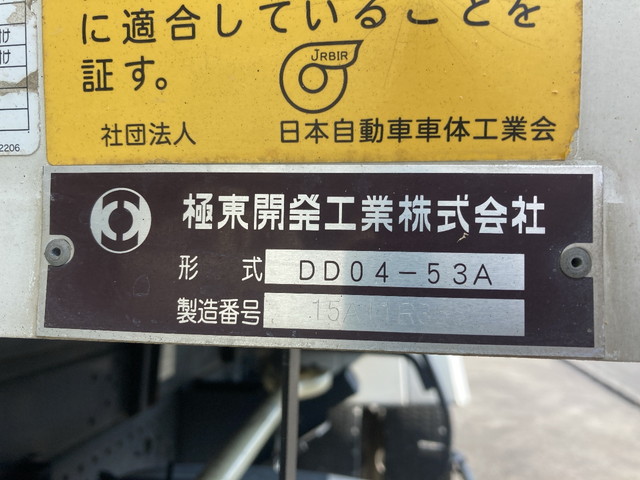 に適合していることを
証す。
JRBIR
社団法人 日本自動車車体工業会
2206
極東開発工業株式会社
形式 DD04-53A
製造番号